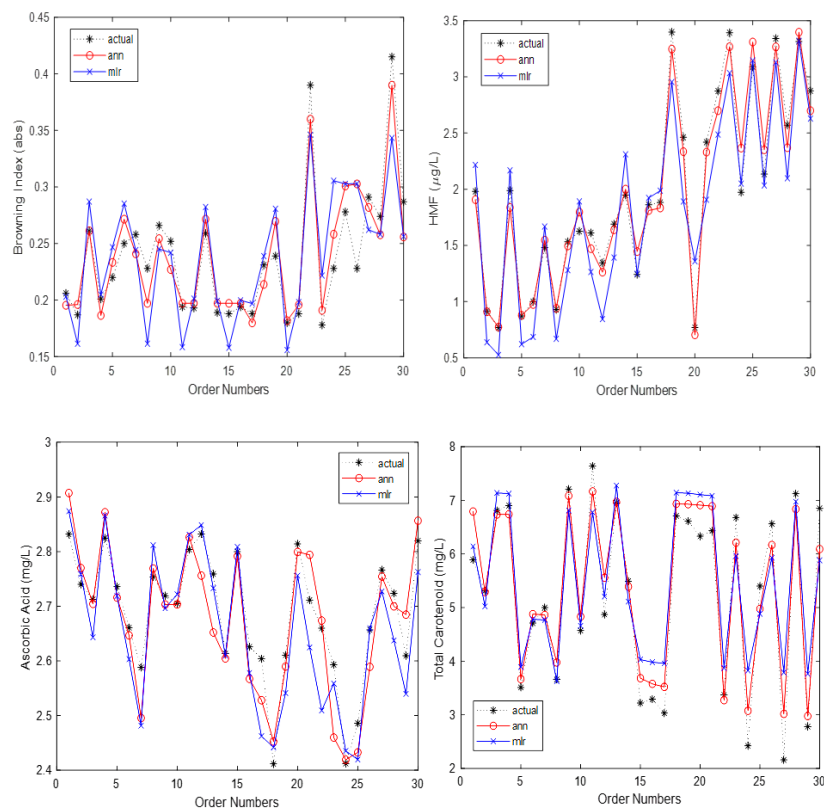 0.45
0.4
0.35
0.3
0.25
0.2
0.15
Browning Index (abs)
actual
ann
mlr
0 5 10 15 20 25 30
Order Numbers
3.5
3
2.5
2
1.5
1
0.5
HMF (µg/L)
actual
ann
mlr
0 5 10 15 20 25 30
Order Numbers
3
2.9
2.8
2.7
2.6
2.5
2.4
Ascorbic Acid (mg/L)
actual
ann
mlr
0 5 10 15 20 25 30
Order Numbers
8
7
6
5
4
3
2
Total Carotenoid (mg/L)
actual
ann
mlr
0 5 10 15 20 25 30
Order Numbers